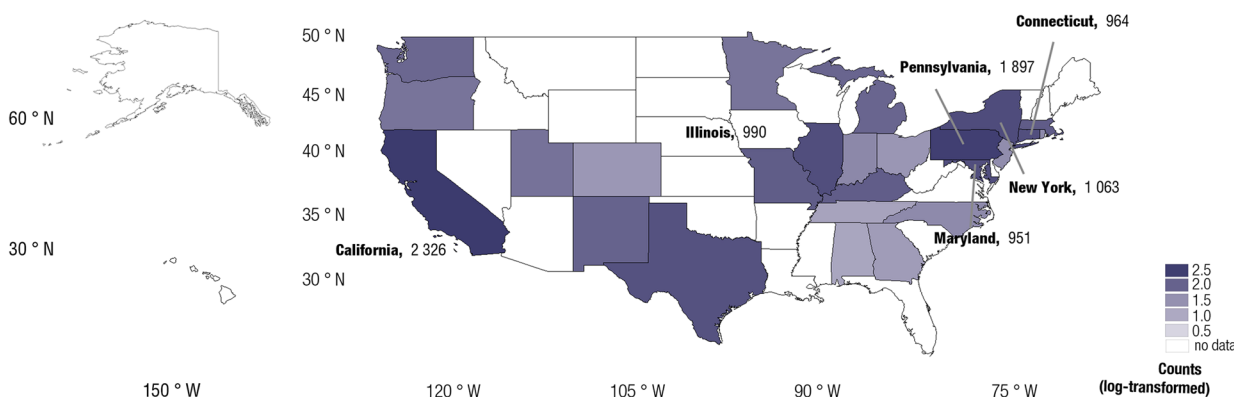 Connecticut, 964
50 ° N
Pennsylvania, 1 897
45 ° N
60 ° N
Illinois, 990
40 ° N
New York, 1 063
35 ° N
Maryland, 951
30 ° N
California, 2 326
30 ° N
2.5
2.0
1.5
1.0
0.5
no data
Counts
(log-transformed)
150 ° W
120 °W
105 ° W
90 ° W
75 ° W